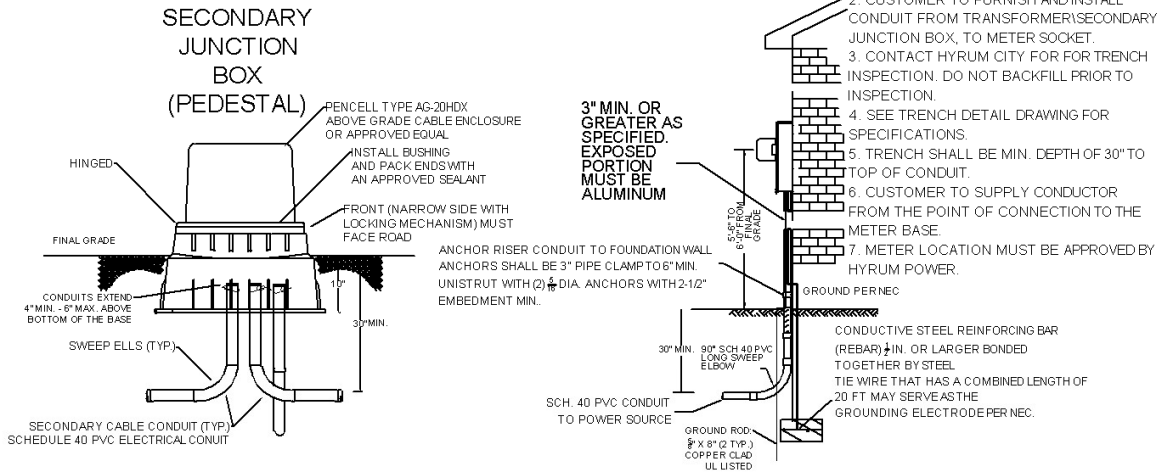 SECONDARY
JUNCTION
BOX
(PEDESTAL)
PENCELL TYPE AG-20HDX
ABOVE GRADE CABLE ENCLOSURE
OR APPROVED EQUAL
HINGED
INSTALL BUSHING
AND PACK ENDS WITH
AN APPROVED SEALANT
FRONT (NARROW SIDE WITH
LOCKING MECHANISM) MUST
FACE ROAD
FINAL GRADE
10"
CONDUITS EXTEND
4" MIN. - 6" MAX. ABOVE
BOTTOM OF THE BASE
30" MIN.
SWEEP ELLS (TYP.)
SECONDARY CABLE CONDUIT (TYP.)
SCHEDULE 40 PVC ELECTRICAL CONUIT
2. CUSTOMER TO FURNISH AND INSTALL
CONDUIT FROM TRANSFORMER\SECONDARY
JUNCTION BOX, TO METER SOCKET.
3. CONTACT HYRUM CITY FOR FOR TRENCH
INSPECTION. DO NOT BACKFILL PRIOR TO
INSPECTION.
4. SEE TRENCH DETAIL DRAWING FOR
SPECIFICATIONS.
5. TRENCH SHALL BE MIN. DEPTH OF 30" TO
TOP OF CONDUIT.
6. CUSTOMER TO SUPPLY CONDUCTOR
FROM THE POINT OF CONNECTION TO THE
METER BASE.
7. METER LOCATION MUST BE APPROVED BY
HYRUM POWER.
3" MIN. OR
GREATER AS
SPECIFIED.
EXPOSED
PORTION
MUST BE
ALUMINUM
5'-6" TO
6'-0" FROM
FINAL
GRADE
ANCHOR RISER CONDUIT TO FOUNDATION WALL
ANCHORS SHALL BE 3" PIPE CLAMP TO 6" MIN.
UNISTRUT WITH (2) 5/16 DIA. ANCHORS WITH 2-1/2"
EMBEDMENT MIN..
GROUND PER NEC
30" MIN.
90° SCH 40 PVC
LONG SWEEP
ELBOW
SCH. 40 PVC CONDUIT
TO POWER SOURCE
CONDUCTIVE STEEL REINFORCING BAR
(REBAR) 1/2 IN. OR LARGER BONDED
TOGETHER BY STEEL
TIE WIRE THAT HAS A COMBINED LENGTH OF
20 FT MAY SERVE AS THE
GROUNDING ELECTRODE PER NEC.
GROUND ROD:
X 8" (2 TYP.)
COPPER CLAD
UL LISTED